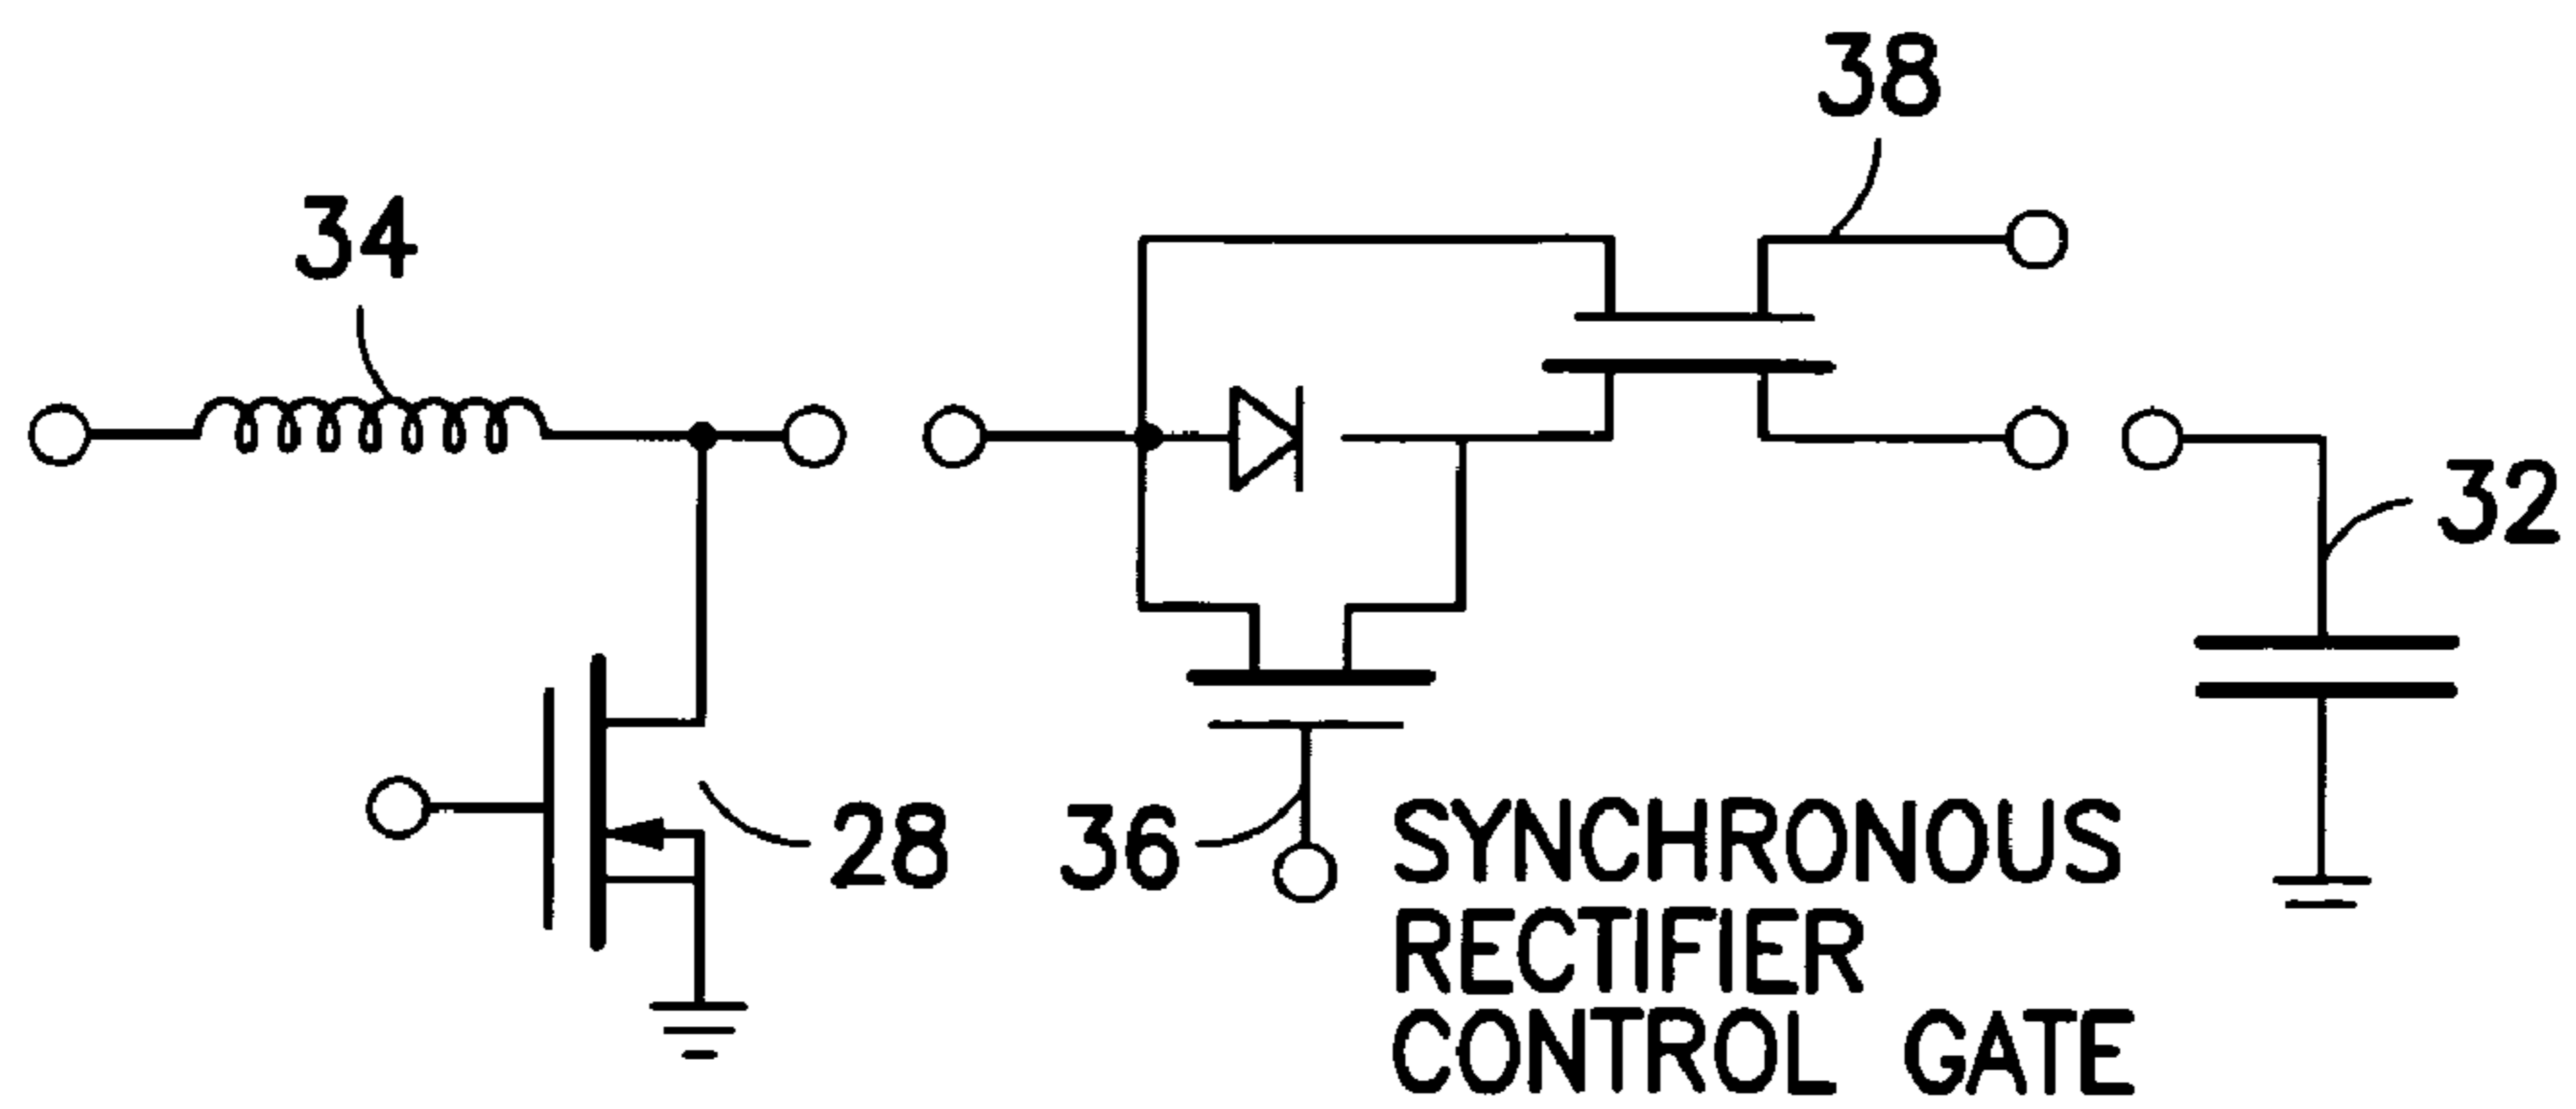 38
34
32
28
36
SYNCHRONOUS
RECTIFIER
CONTROL GATE